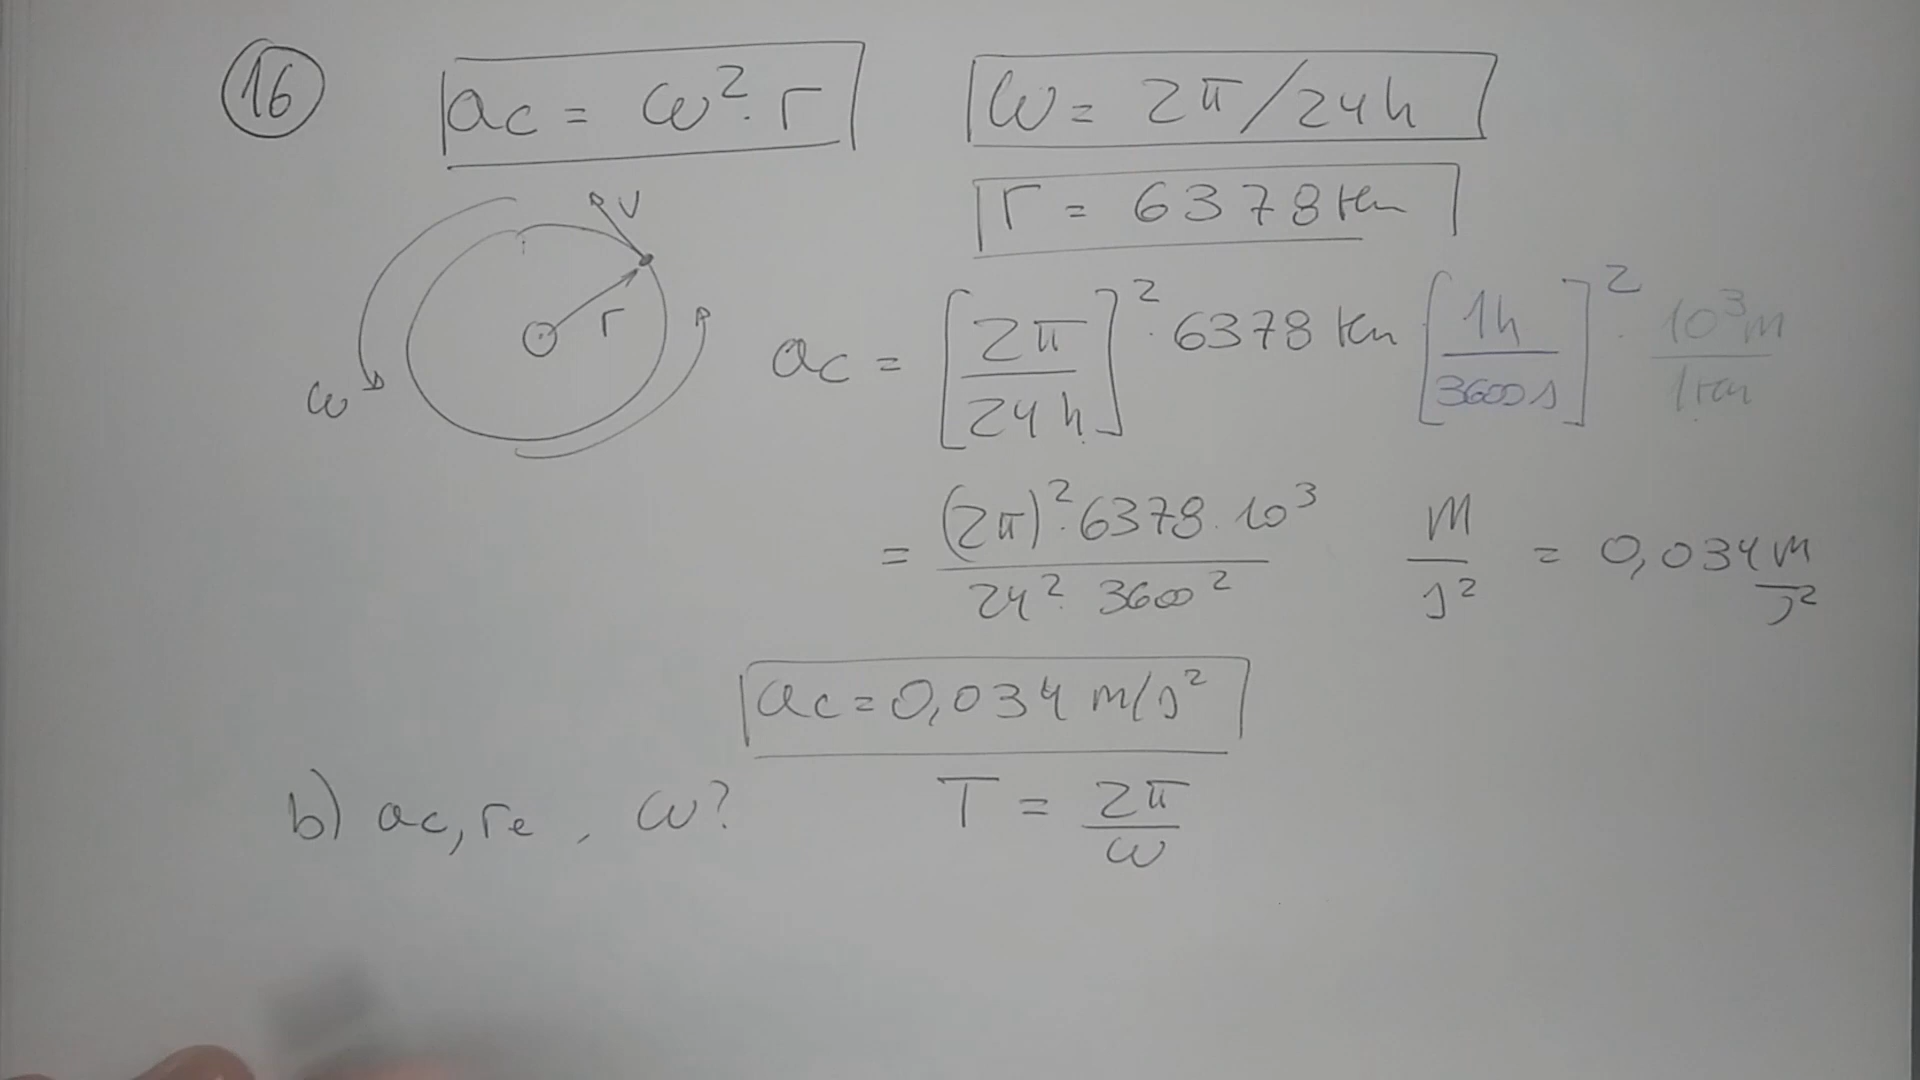 16 ac = ω²·r ω = 2π/24h
r = 6378 km
v
r
ω
ac = [2π/24h]²·6378 km [1h/3600s]²·10³m/1km
= (2π)²·6378·10³/24²·3600² m/s² = 0,034 m/s²
ac = 0,034 m/s²
b) ac, re, ω? T = 2π/ω